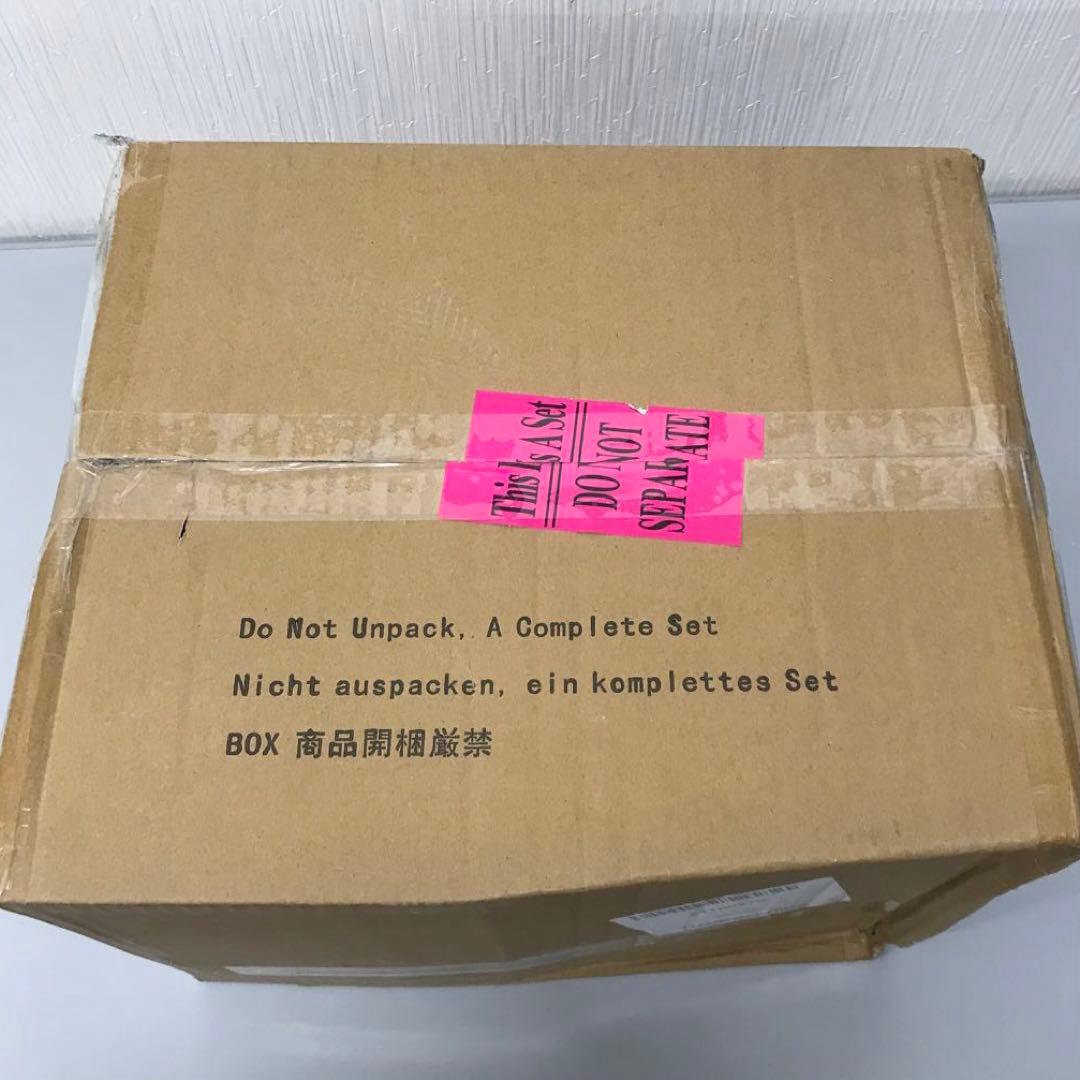 This Is A Set
DO NOT
SEPARATE
Do Not Unpack, A Complete Set
Nicht auspacken, ein komplettes Set
BOX 商品開梱厳禁